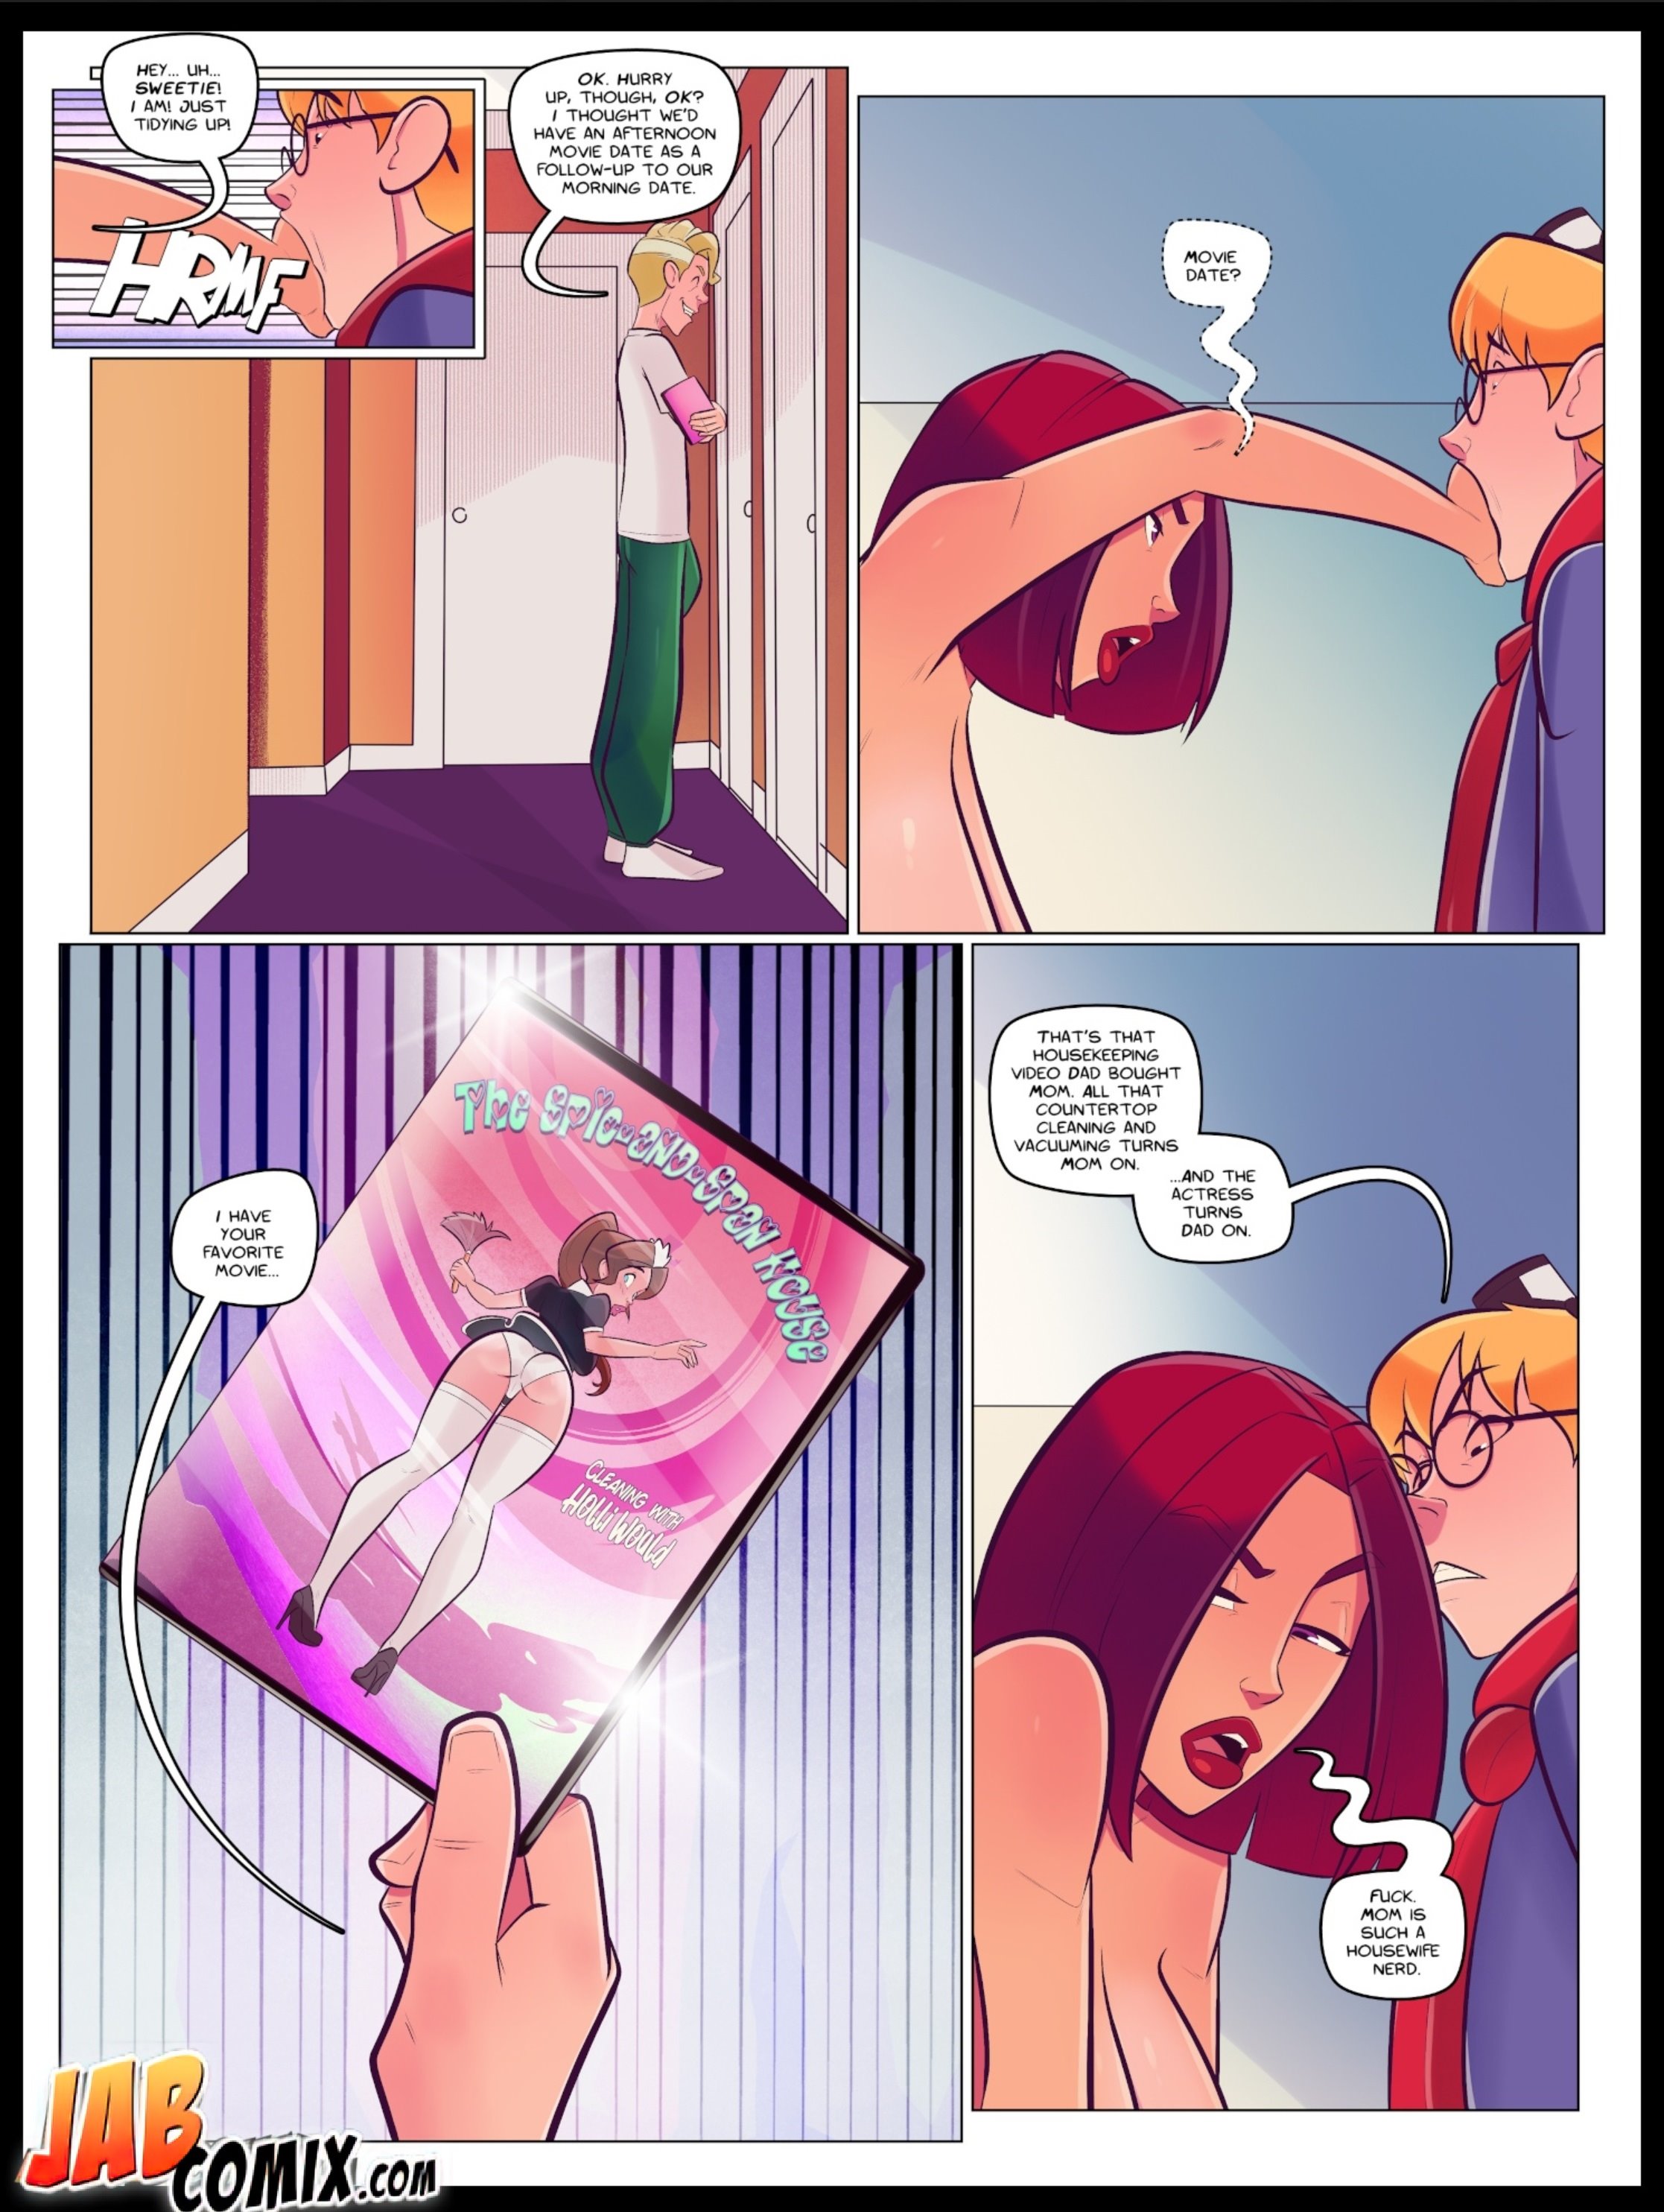 HEY... UH...
SWEETIE!
I AM! JUST
TIDYING UP!
HRMF
OK. HURRY
UP, THOUGH, OK?
I THOUGHT WE'D
HAVE AN AFTERNOON
MOVIE DATE AS A
FOLLOW-UP TO OUR
MORNING DATE.
MOVIE
DATE?
I HAVE
YOUR
FAVORITE
MOVIE...
The SPic-aND-SPaN HOUSe
CLEANING WITH
Holli Would
THAT'S THAT
HOUSEKEEPING
VIDEO DAD BOUGHT
MOM. ALL THAT
COUNTERTOP
CLEANING AND
VACUUMING TURNS
MOM ON.
...AND THE
ACTRESS
TURNS
DAD ON.
FUCK.
MOM IS
SUCH A
HOUSEWIFE
NERD.
JAB
COMIX.COM